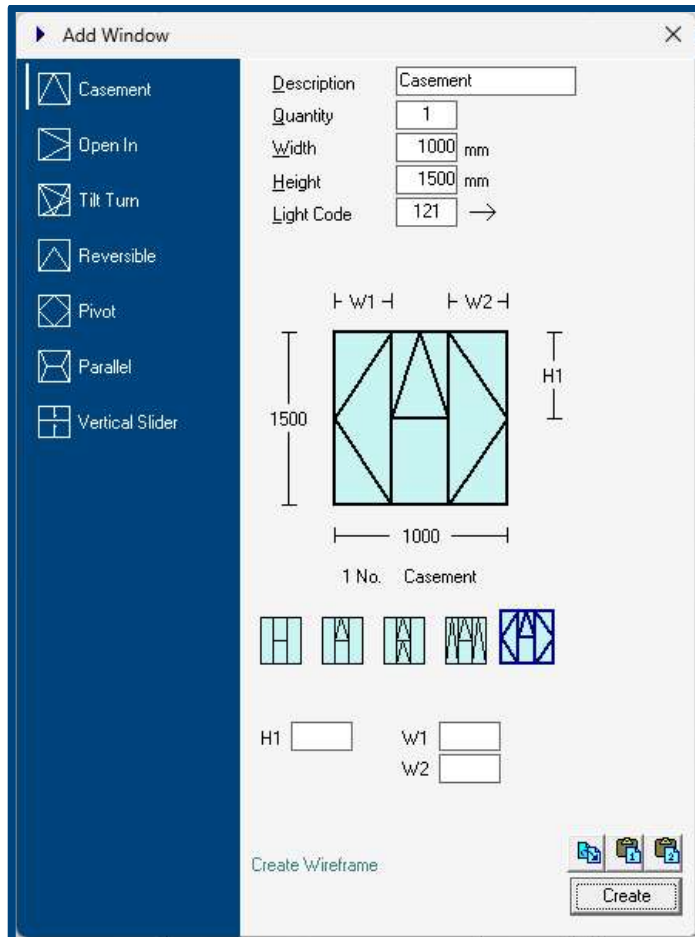 Add Window
Casement
Open In
Tilt Turn
Reversible
Pivot
Parallel
Vertical Slider
Description Casement
Quantity 1
Width 1000 mm
Height 1500 mm
Light Code 121
W1 W2
H1
1500
1000
1 No. Casement
H1 W1
W2
Create Wireframe
1 2
Create